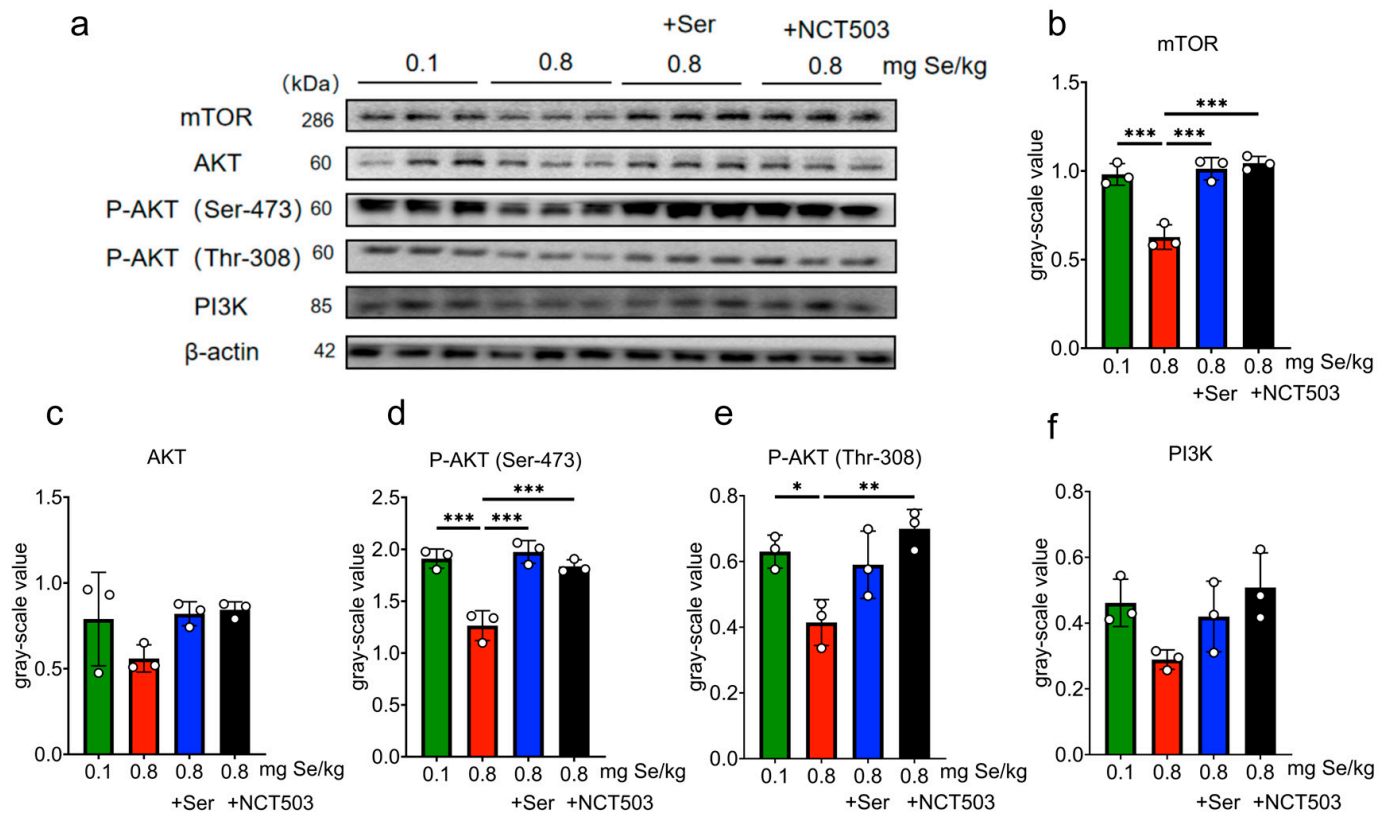 a
+Ser +NCT503
0.1 0.8 0.8 0.8 mg Se/kg
(kDa)
mTOR 286
AKT 60
P-AKT (Ser-473) 60
P-AKT (Thr-308) 60
PI3K 85
β-actin 42
b
mTOR
gray-scale value
1.5
1.0
0.5
0.0
*** ***
***
0.1 0.8 0.8 0.8 mg Se/kg
+Ser +NCT503
c
AKT
gray-scale value
1.5
1.0
0.5
0.0
0.1 0.8 0.8 0.8 mg Se/kg
+Ser +NCT503
d
P-AKT (Ser-473)
gray-scale value
2.5
2.0
1.5
1.0
0.5
0.0
***
*** ***
0.1 0.8 0.8 0.8 mg Se/kg
+Ser +NCT503
e
P-AKT (Thr-308)
gray-scale value
0.8
0.6
0.4
0.2
0.0
* **
0.1 0.8 0.8 0.8 mg Se/kg
+Ser +NCT503
f
PI3K
gray-scale value
0.8
0.6
0.4
0.2
0.0
0.1 0.8 0.8 0.8 mg Se/kg
+Ser +NCT503